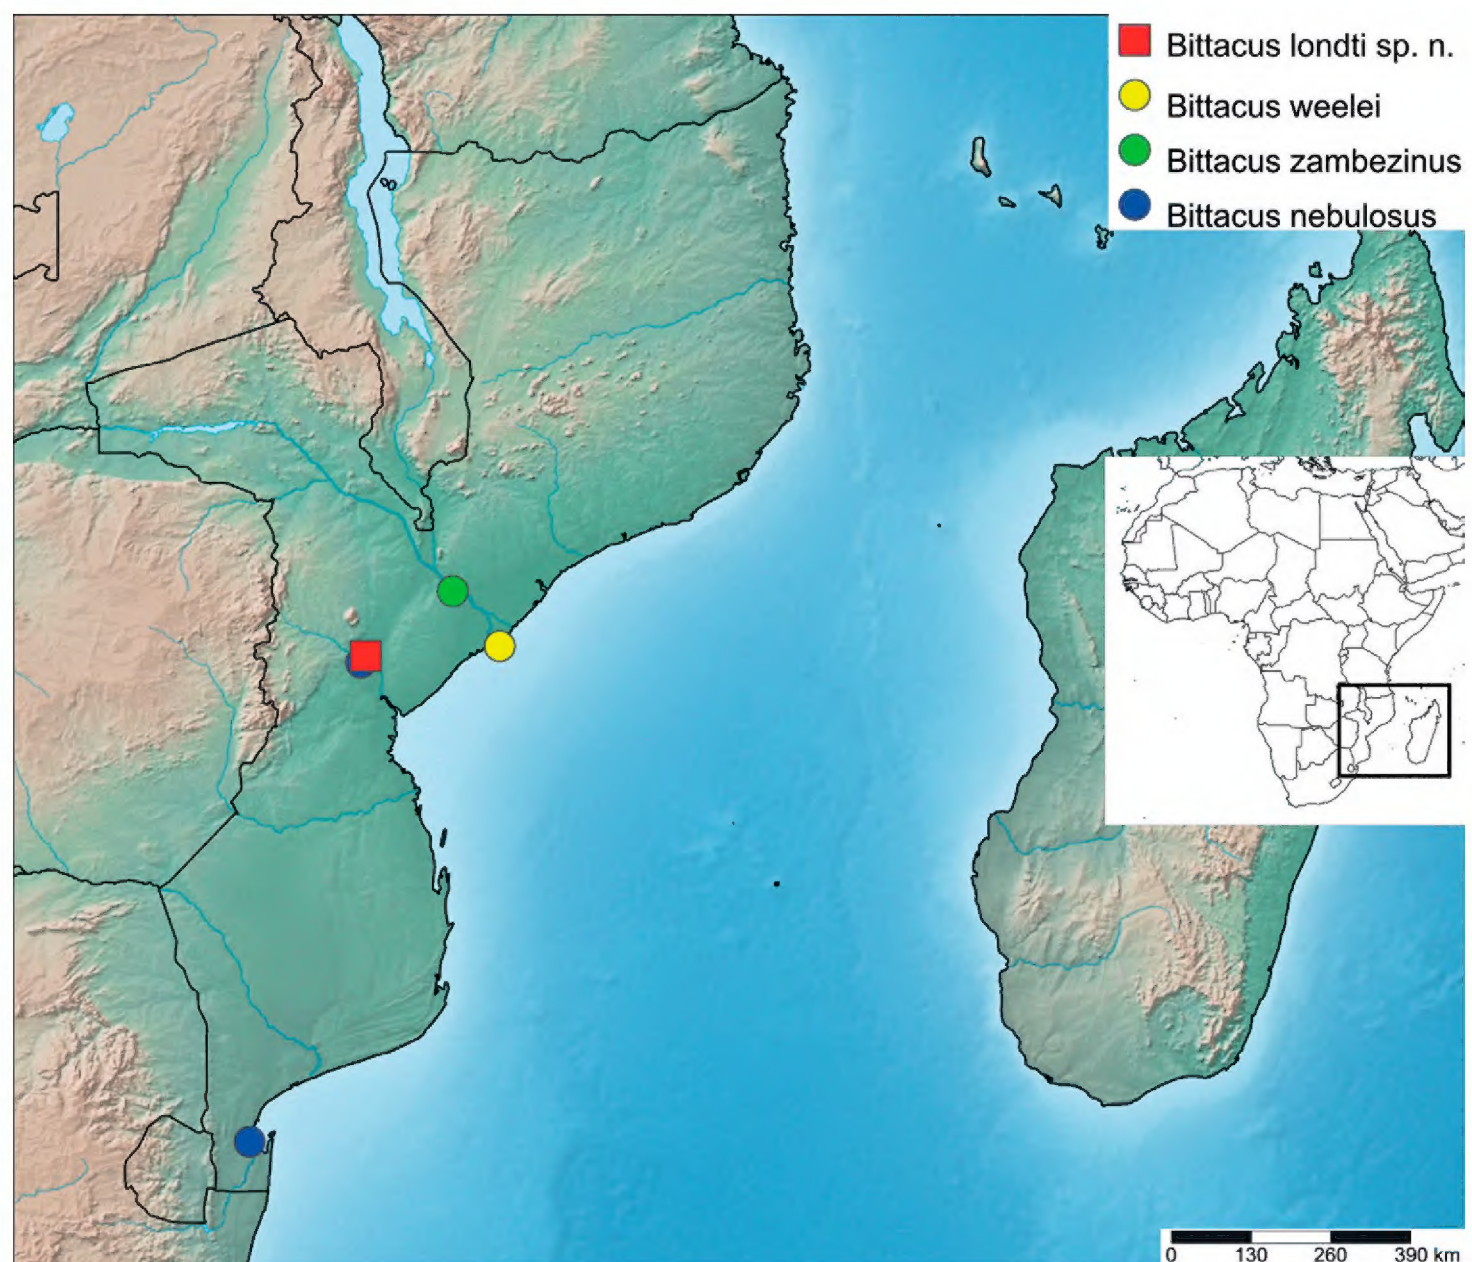 Bittacus londti sp. n.
Bittacus weelei
Bittacus zambezinus
Bittacus nebulosus
0 130 260 390 km